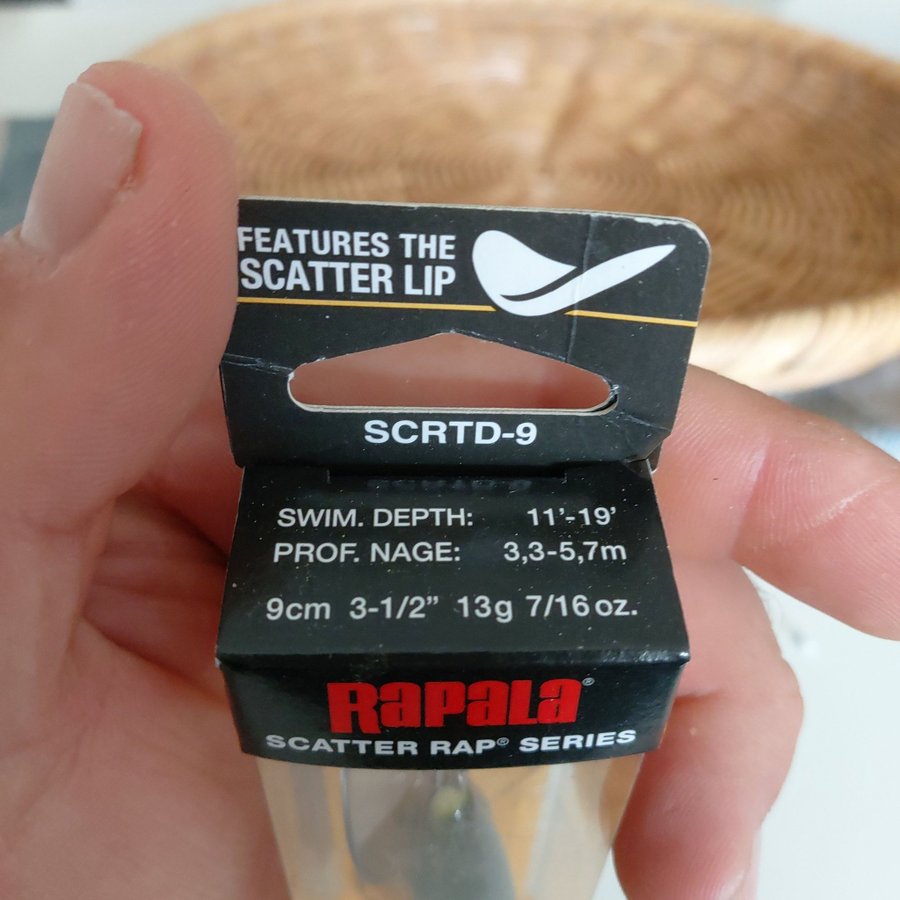 FEATURES THE
SCATTER LIP
SCRTD-9
SWIM. DEPTH: 11'-19'
PROF. NAGE: 3,3-5,7m
9cm 3-1/2” 13g 7/16 oz.
RAPALA®
SCATTER RAP® SERIES